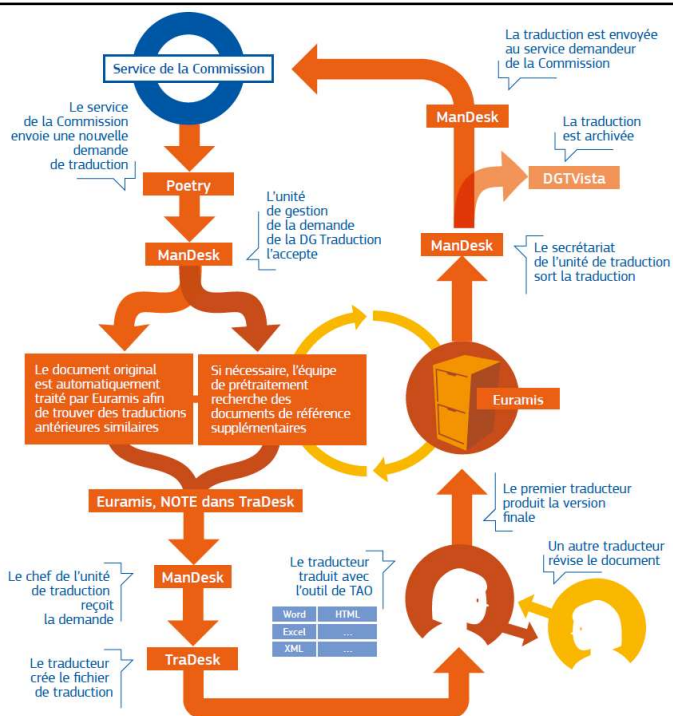 Service de la Commission
Le service
de la Commission
envoie une nouvelle
demande
de traduction
Poetry
L'unité
de gestion
de la demande
de la DG Traduction
l'accepte
ManDesk
Le document original
est automatiquement
traité par Euramis afin
de trouver des traductions
antérieures similaires
Si nécessaire, l'équipe
de prétraitement
recherche des
documents de référence
supplémentaires
Euramis, NOTE dans TraDesk
Le chef de l'unité
de traduction
reçoit
la demande
ManDesk
Le traducteur
crée le fichier
de traduction
TraDesk
Le traducteur
traduit avec
l'outil de TAO
Word HTML
Excel ...
XML ...
Un autre traducteur
révise le document
Le premier traducteur
produit la version
finale
Euramis
ManDesk
Le secrétariat
de l'unité de traduction
sort la traduction
DGTVista
La traduction
est archivée
ManDesk
La traduction est envoyée
au service demandeur
de la Commission